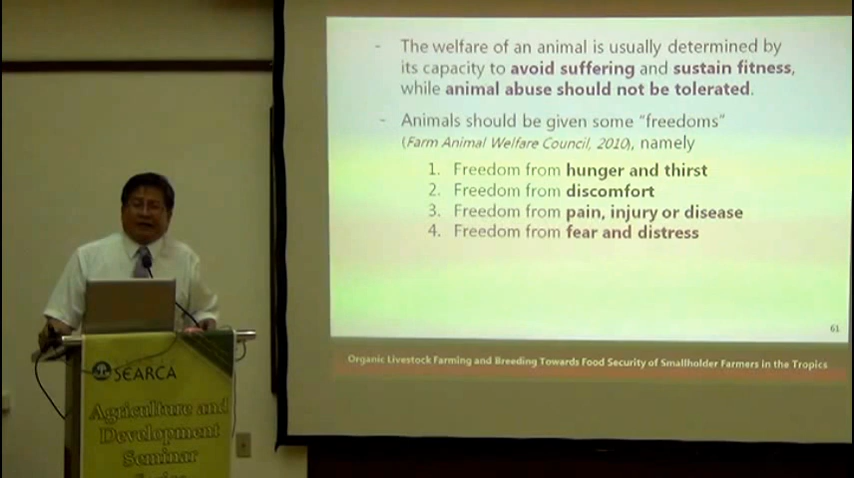 - The welfare of an animal is usually determined by
its capacity to avoid suffering and sustain fitness,
while animal abuse should not be tolerated.
- Animals should be given some "freedoms"
(Farm Animal Welfare Council, 2010), namely
1. Freedom from hunger and thirst
2. Freedom from discomfort
3. Freedom from pain, injury or disease
4. Freedom from fear and distress
61
Organic Livestock Farming and Breeding Towards Food Security of Smallholder Farmers in the Tropics
SEARCA
Agriculture and
Development
Seminar